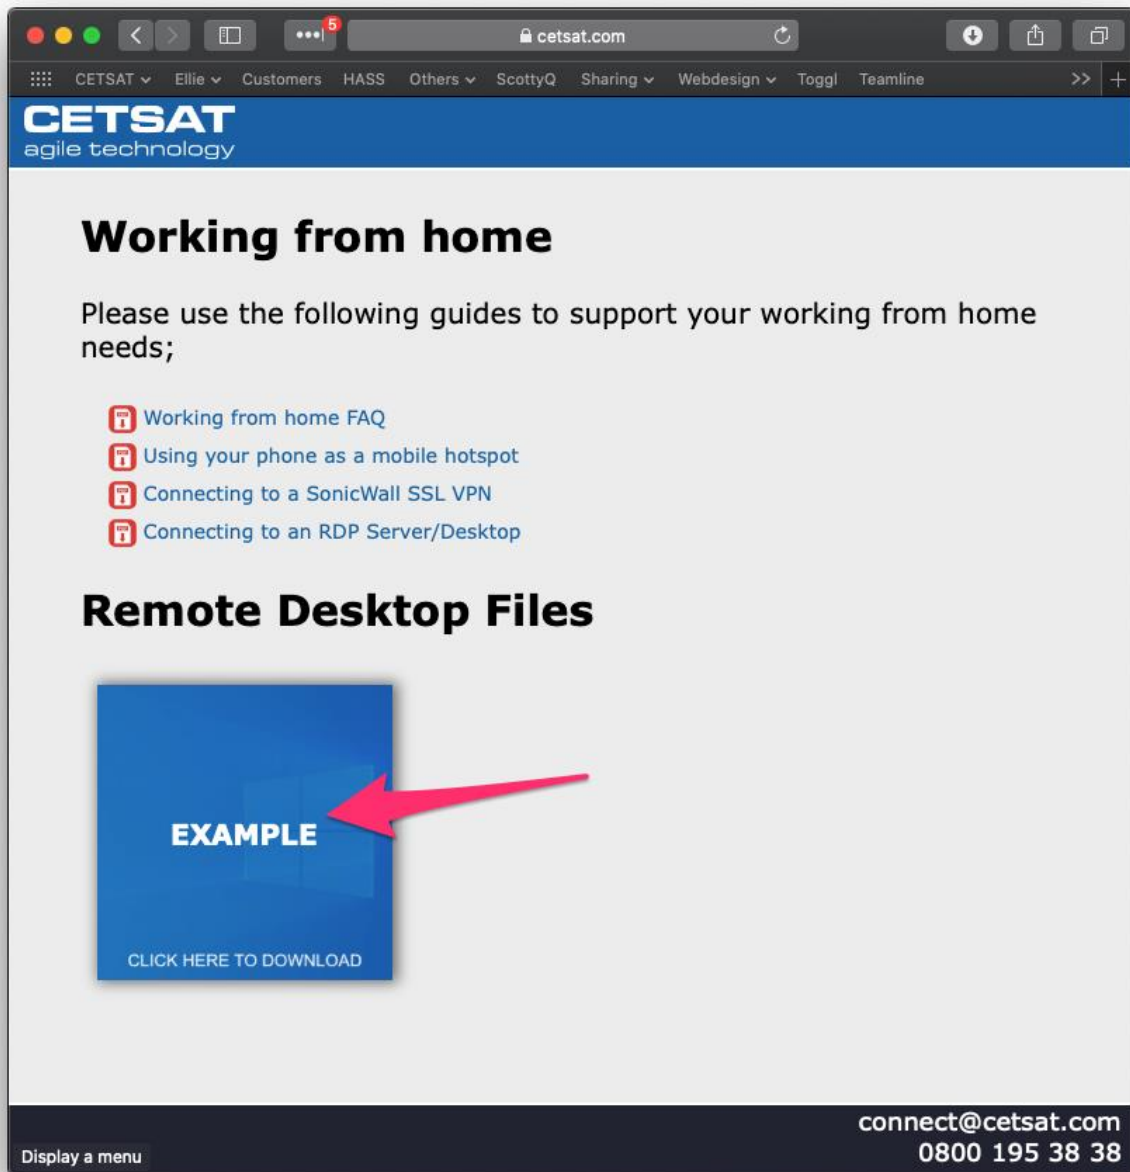 5
cetsat.com
CETSAT Ellie Customers HASS Others ScottyQ Sharing Webdesign Toggl Teamline >> +
CETSAT
agile technology
Working from home
Please use the following guides to support your working from home
needs;
Working from home FAQ
Using your phone as a mobile hotspot
Connecting to a SonicWall SSL VPN
Connecting to an RDP Server/Desktop
Remote Desktop Files
EXAMPLE
CLICK HERE TO DOWNLOAD
connect@cetsat.com
0800 195 38 38
Display a menu